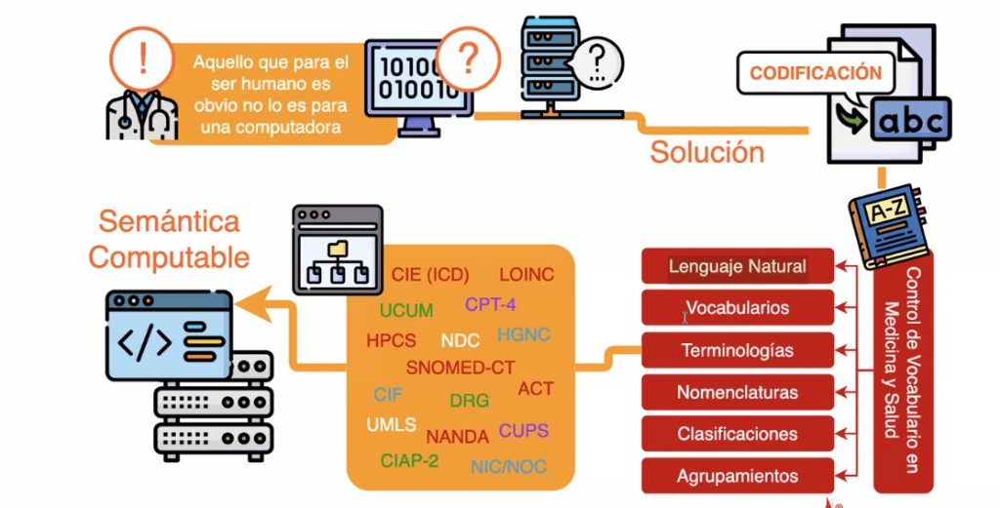 !
Aquello que para el
ser humano es
obvio no lo es para
una computadora
10100
010010
?
?
...
CODIFICACIÓN
abc
Solución
A-Z
Control de Vocabulario en
Medicina y Salud
Lenguaje Natural
Vocabularios
Terminologías
Nomenclaturas
Clasificaciones
Agrupamientos
CIE (ICD) LOINC
UCUM CPT-4
HPCS NDC HGNC
SNOMED-CT
CIF DRG ACT
UMLS NANDA CUPS
CIAP-2 NIC/NOC
Semántica
Computable
</>
®